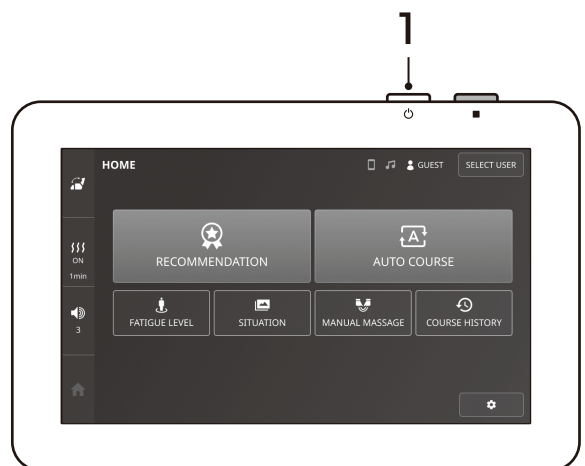 1
HOME
GUEST
SELECT USER
ON
1min
3
RECOMMENDATION
A
AUTO COURSE
FATIGUE LEVEL
SITUATION
MANUAL MASSAGE
COURSE HISTORY